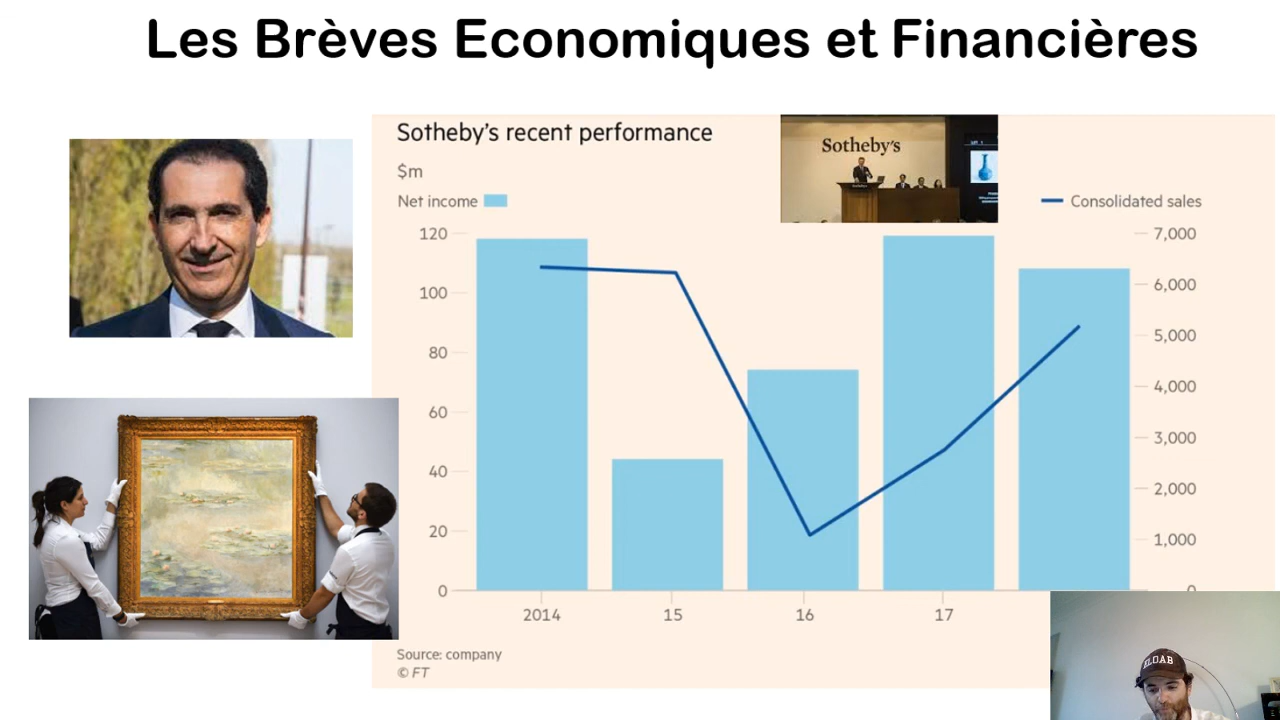 Les Brèves Economiques et Financières
Sotheby's recent performance
$m
Net income
Sotheby's
Consolidated sales
120
100
80
60
40
20
0
7,000
6,000
5,000
4,000
3,000
2,000
1,000
0
2014
15
16
17
Source: company
© FT